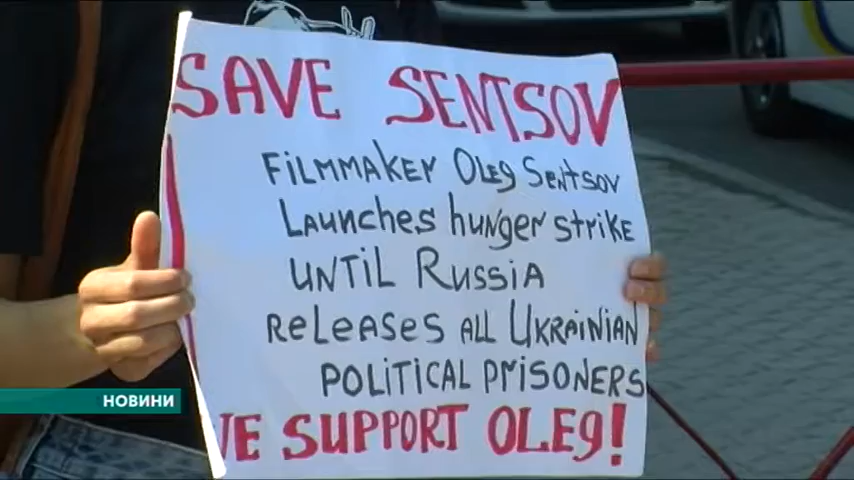 SAVE SENTSOV
FILMMAKER OLEG SENTSOV
LAUNCHES HUNGER STRIKE
UNTIL RUSSIA
RELEASES ALL UKRAINIAN
POLITICAL PRISONERS
WE SUPPORT OLEG!
НОВИНИ